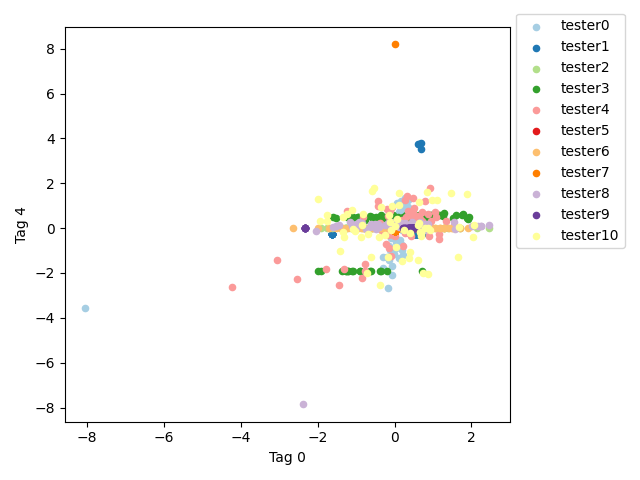 tester0
tester1
tester2
tester3
tester4
tester5
tester6
tester7
tester8
tester9
tester10
8
6
4
2
0
−2
−4
−6
−8
Tag 4
−8 −6 −4 −2 0 2
Tag 0